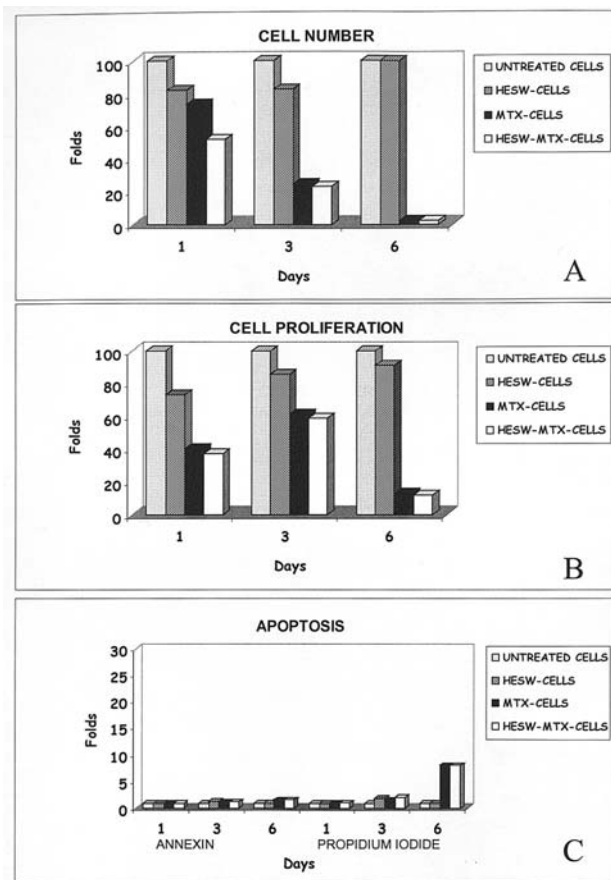 CELL NUMBER
100
80
60
40
20
0
Folds
1 3 6
Days
UNTREATED CELLS
HESW-CELLS
MTX-CELLS
HESW-MTX-CELLS
A
CELL PROLIFERATION
100
80
60
40
20
0
Folds
1 3 6
Days
UNTREATED CELLS
HESW-CELLS
MTX-CELLS
HESW-MTX-CELLS
B
APOPTOSIS
30
25
20
15
10
5
0
Folds
1 3 6 1 3 6
ANNEXIN PROPIDIUM IODIDE
Days
UNTREATED CELLS
HESW-CELLS
MTX-CELLS
HESW-MTX-CELLS
C